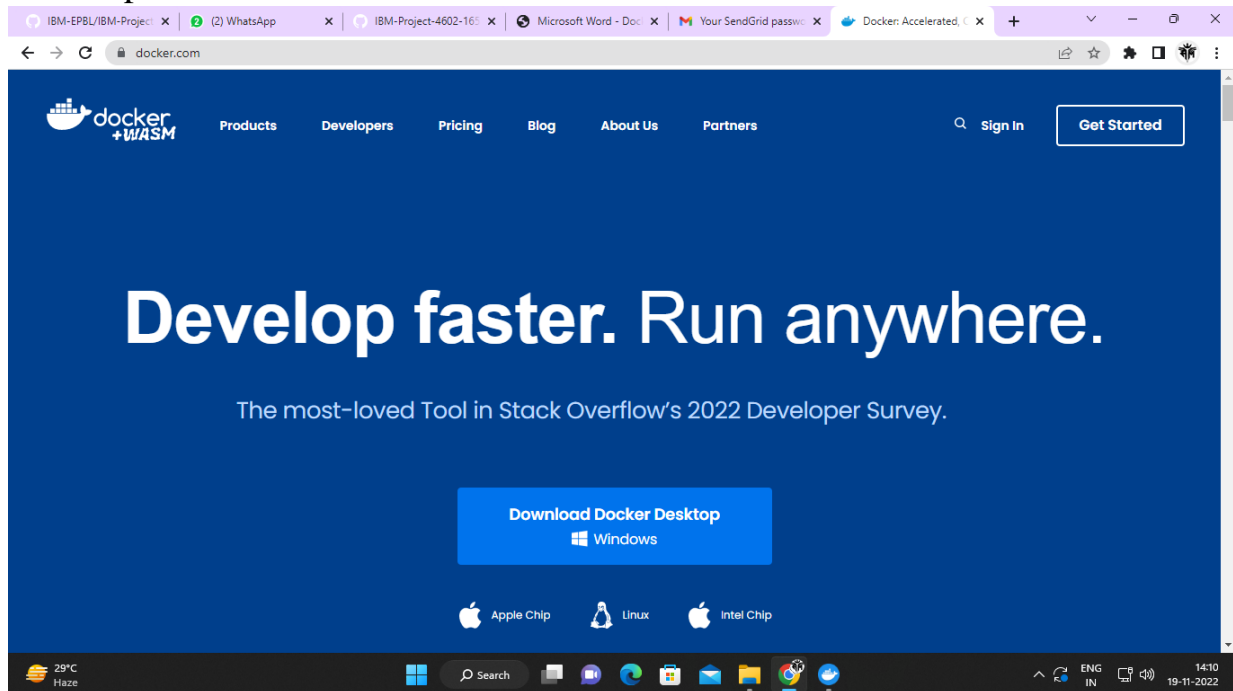 IBM-EPBL/IBM-Project
(2) WhatsApp
IBM-Project-4602-165
Microsoft Word - Doc
Your SendGrid passwo
Docker: Accelerated, C
docker.com
docker
+WASM
Products
Developers
Pricing
Blog
About Us
Partners
Sign In
Get Started
Develop faster. Run anywhere.
The most-loved Tool in Stack Overflow's 2022 Developer Survey.
Download Docker Desktop
Windows
Apple Chip
Linux
Intel Chip
29°C
Haze
Search
ENG
IN
14:10
19-11-2022